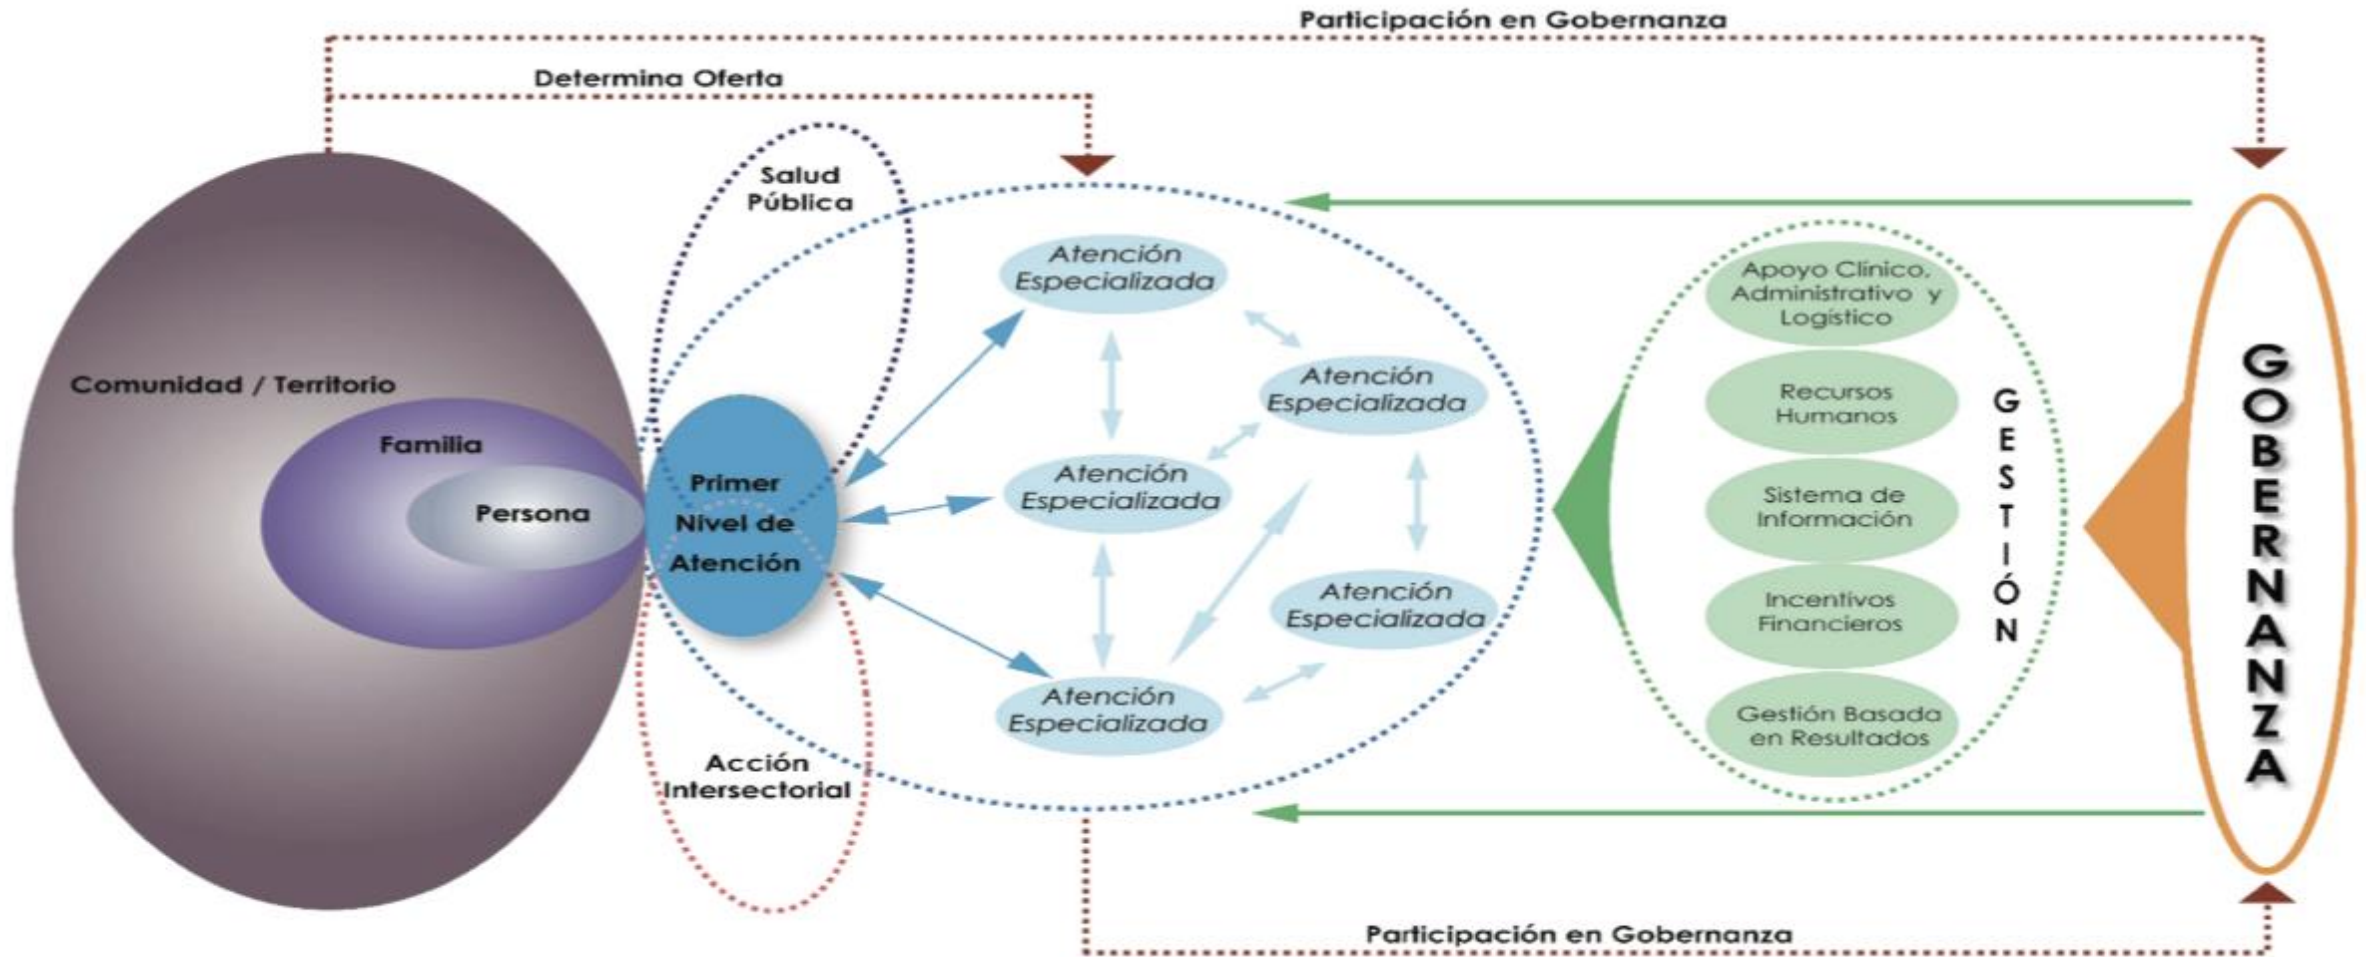 Participación en Gobernanza
Determina Oferta
Salud
Pública
Comunidad / Territorio
Familia
Persona
Primer
Nivel de
Atención
Acción
Intersectorial
Atención
Especializada
Atención
Especializada
Atención
Especializada
Atención
Especializada
Atención
Especializada
Apoyo Clínico,
Administrativo y
Logístico
Recursos
Humanos
Sistema de
Información
Incentivos
Financieros
Gestión Basada
en Resultados
GESTIÓN
GOBERNANZA
Participación en Gobernanza